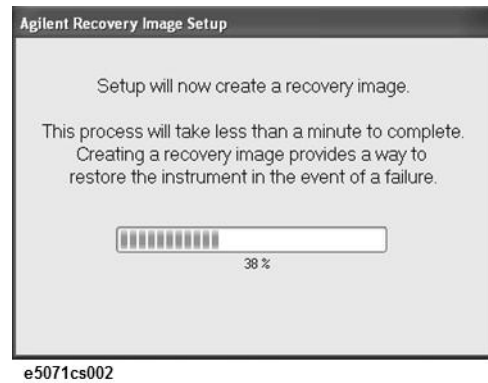 Agilent Recovery Image Setup
Setup will now create a recovery image.
This process will take less than a minute to complete.
Creating a recovery image provides a way to
restore the instrument in the event of a failure.
38 %
e5071cs002